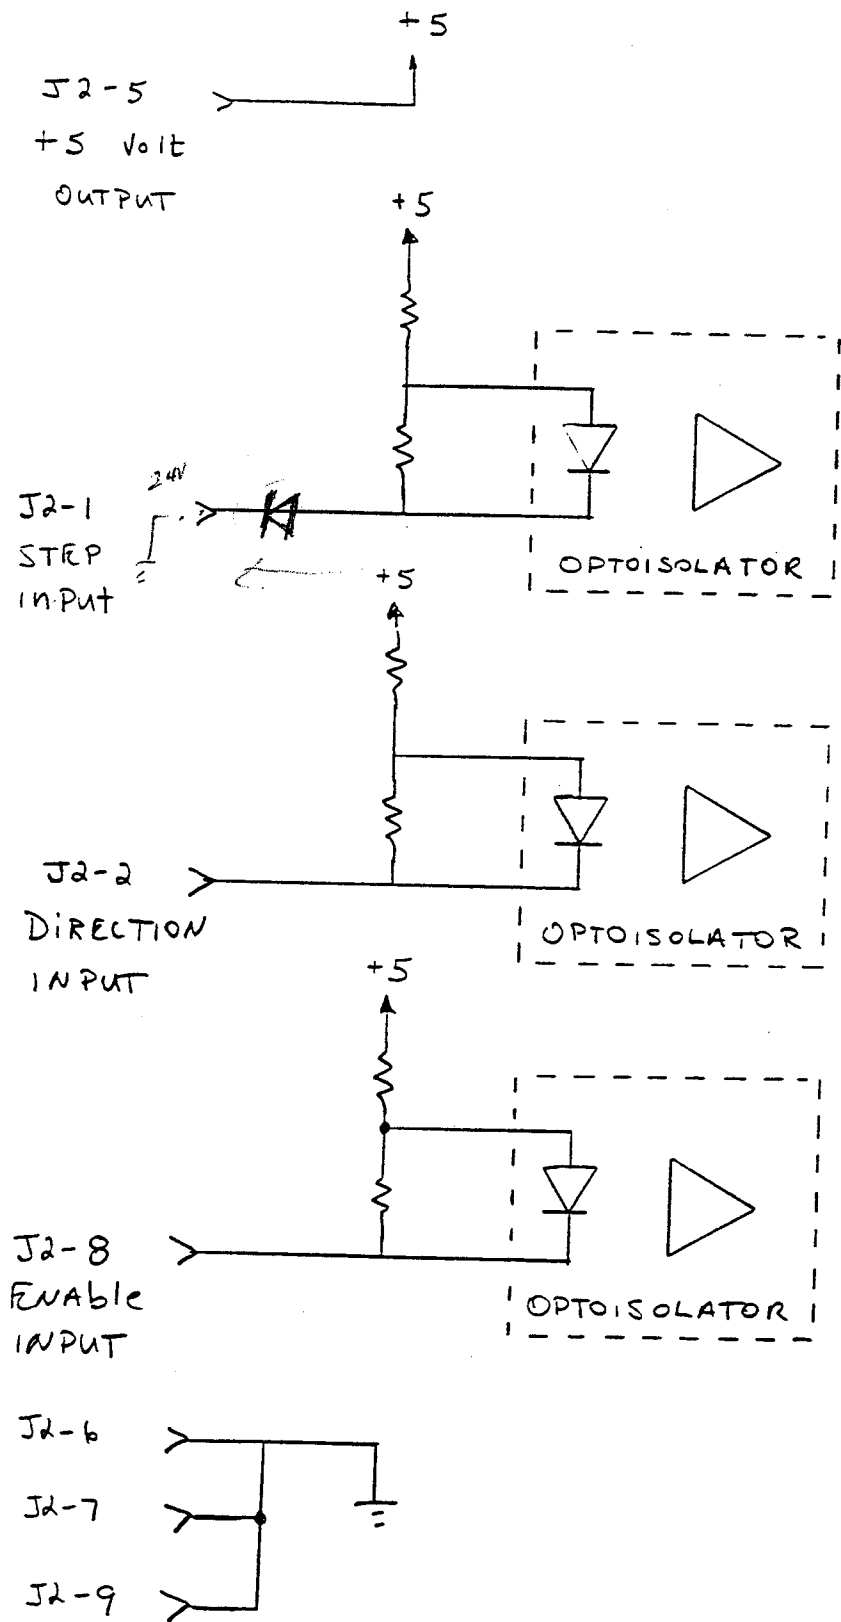 +5
J2-5
+5 Volt
OUTPUT
+5
24V
J2-1
STEP
INPUT
OPTOISOLATOR
+5
J2-2
DIRECTION
INPUT
OPTOISOLATOR
+5
J2-8
ENAble
INPUT
OPTOISOLATOR
J2-6
J2-7
J2-9